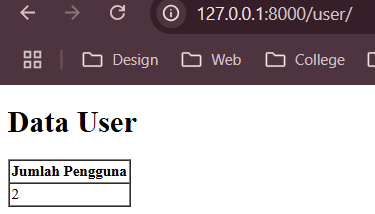 127.0.0.1:8000/user/
Design Web College
Data User
Jumlah Pengguna
2